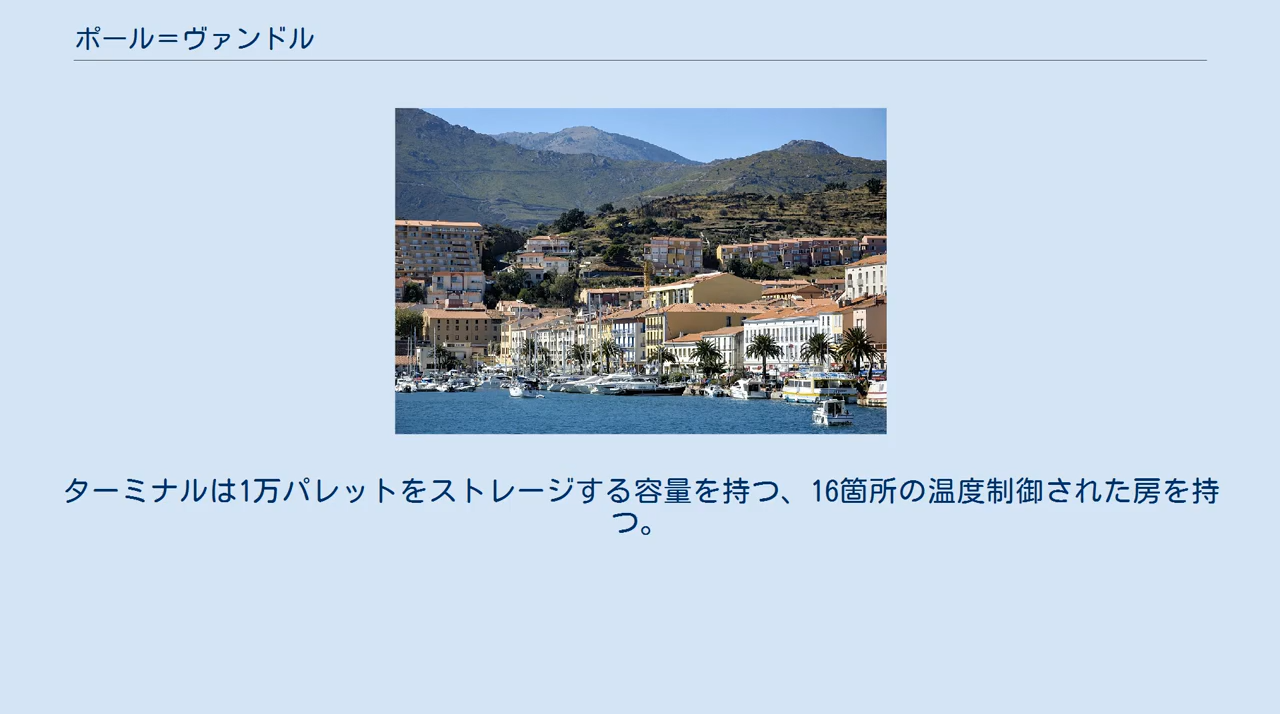 ポール＝ヴァンドル
ターミナルは1万パレットをストレージする容量を持つ、16箇所の温度制御された房を持
つ。